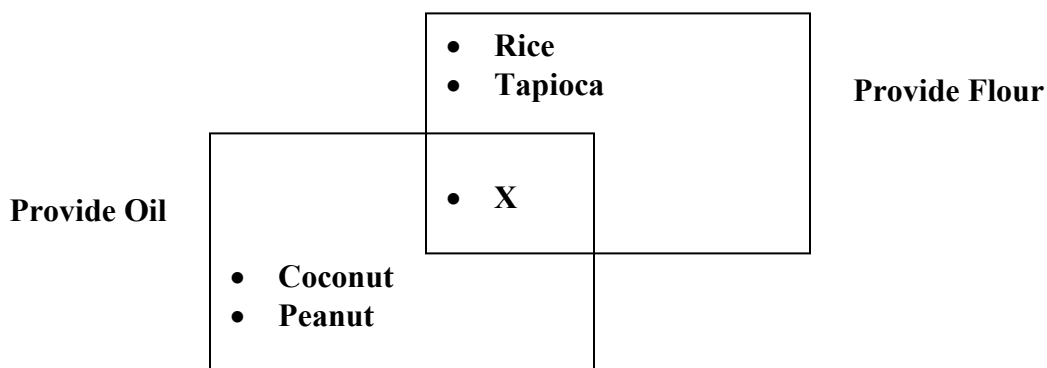 • Rice
• Tapioca
Provide Flour
• X
Provide Oil
• Coconut
• Peanut